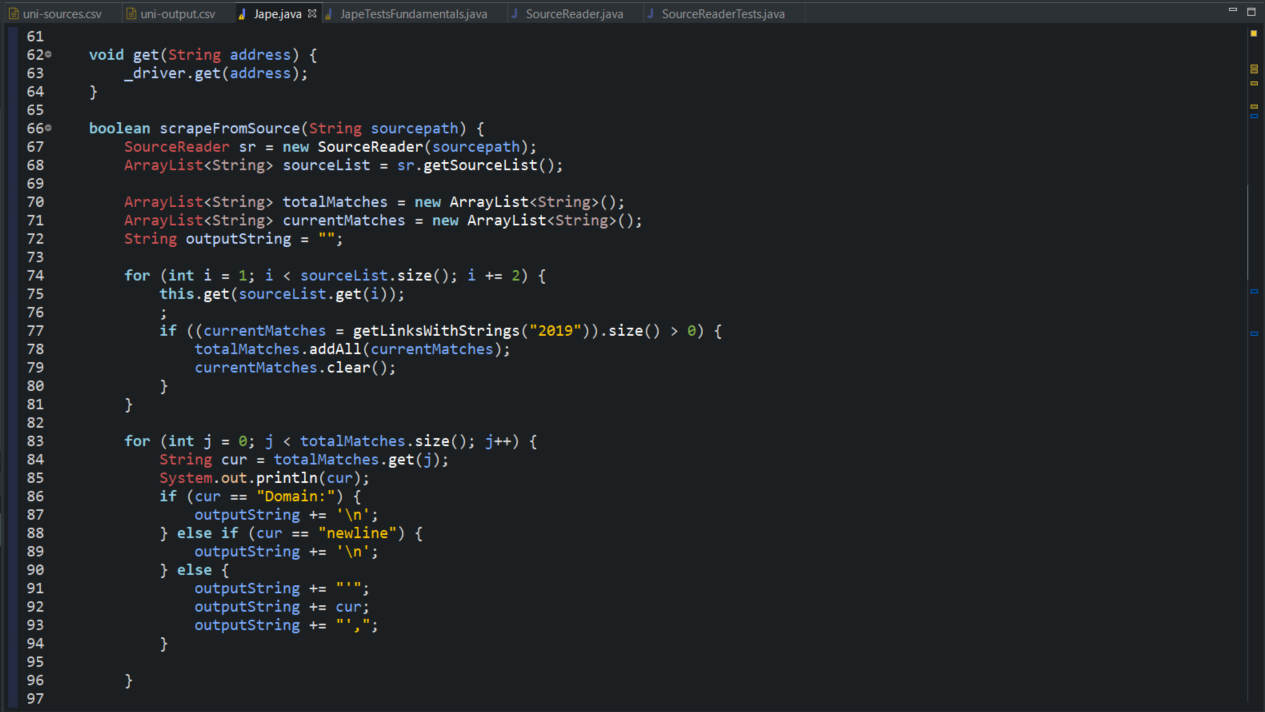 uni-sources.csv uni-output.csv Jape.java JapeTestsFundamentals.java SourceReader.java SourceReaderTests.java
61
62 void get(String address) {
63 _driver.get(address);
64 }
65
66 boolean scrapeFromSource(String sourcepath) {
67 SourceReader sr = new SourceReader(sourcepath);
68 ArrayList<String> sourceList = sr.getSourceList();
69
70 ArrayList<String> totalMatches = new ArrayList<String>();
71 ArrayList<String> currentMatches = new ArrayList<String>();
72 String outputString = "";
73
74 for (int i = 1; i < sourceList.size(); i += 2) {
75 this.get(sourceList.get(i));
76 ;
77 if ((currentMatches = getLinksWithStrings("2019")).size() > 0) {
78 totalMatches.addAll(currentMatches);
79 currentMatches.clear();
80 }
81 }
82
83 for (int j = 0; j < totalMatches.size(); j++) {
84 String cur = totalMatches.get(j);
85 System.out.println(cur);
86 if (cur == "Domain:") {
87 outputString += '\n';
88 } else if (cur == "newline") {
89 outputString += '\n';
90 } else {
91 outputString += "'";
92 outputString += cur;
93 outputString += "',";
94 }
95
96 }
97